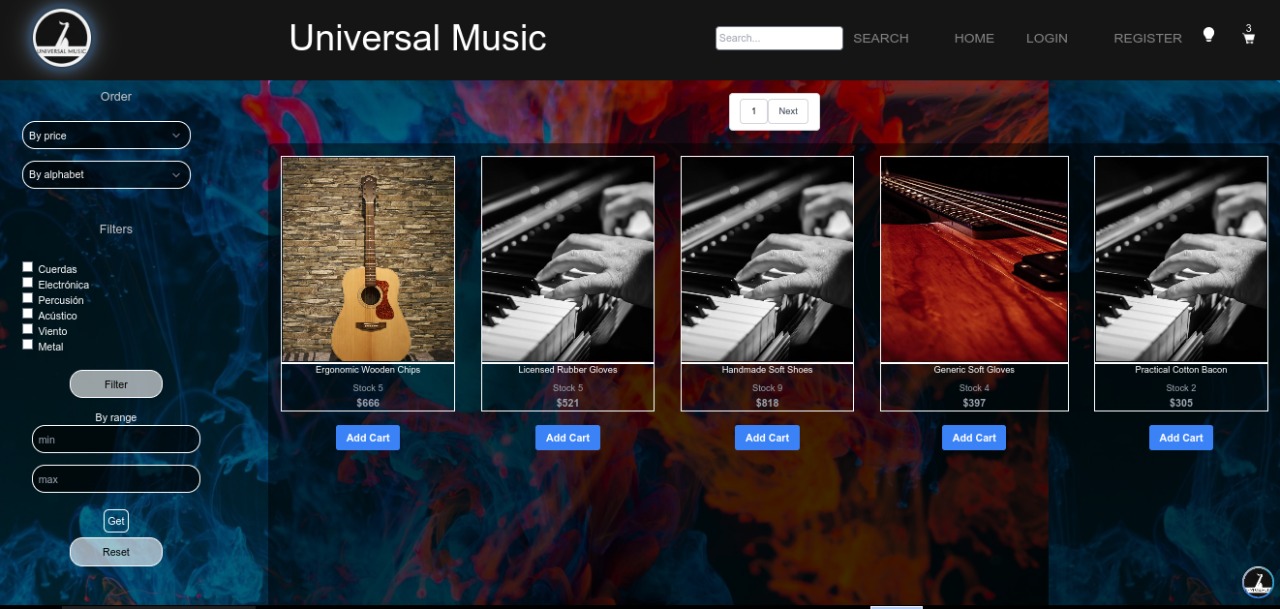 UNIVERSAL MUSIC
Universal Music
Search...
SEARCH
HOME
LOGIN
REGISTER
3
Order
By price
By alphabet
Filters
Cuerdas
Electrónica
Percusión
Acústico
Viento
Metal
Filter
By range
min
max
Get
Reset
1
Next
Ergonomic Wooden Chips
Stock 5
$666
Add Cart
Licensed Rubber Gloves
Stock 5
$521
Add Cart
Handmade Soft Shoes
Stock 9
$818
Add Cart
Generic Soft Gloves
Stock 4
$397
Add Cart
Practical Cotton Bacon
Stock 2
$305
Add Cart